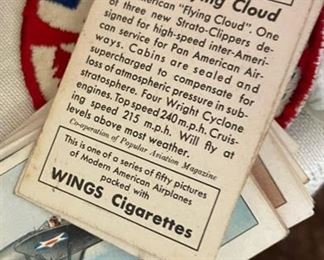 ing Cloud
American "Flying Cloud". One
of three new Strato-Clippers de-
signed for high-speed inter-Ameri-
can service for Pan American Air-
ways. Cabins are sealed and
supercharged to compensate for
loss of atmospheric pressure in sub-
stratosphere. Four Wright Cyclone
engines. Top speed 240 m.p.h. Cruis-
ing speed 215 m.p.h. Will fly at
levels above most weather.
Co-operation of Popular Aviation Magazine
This is one of a series of fifty pictures
of Modern American Airplanes
packed with
WINGS Cigarettes